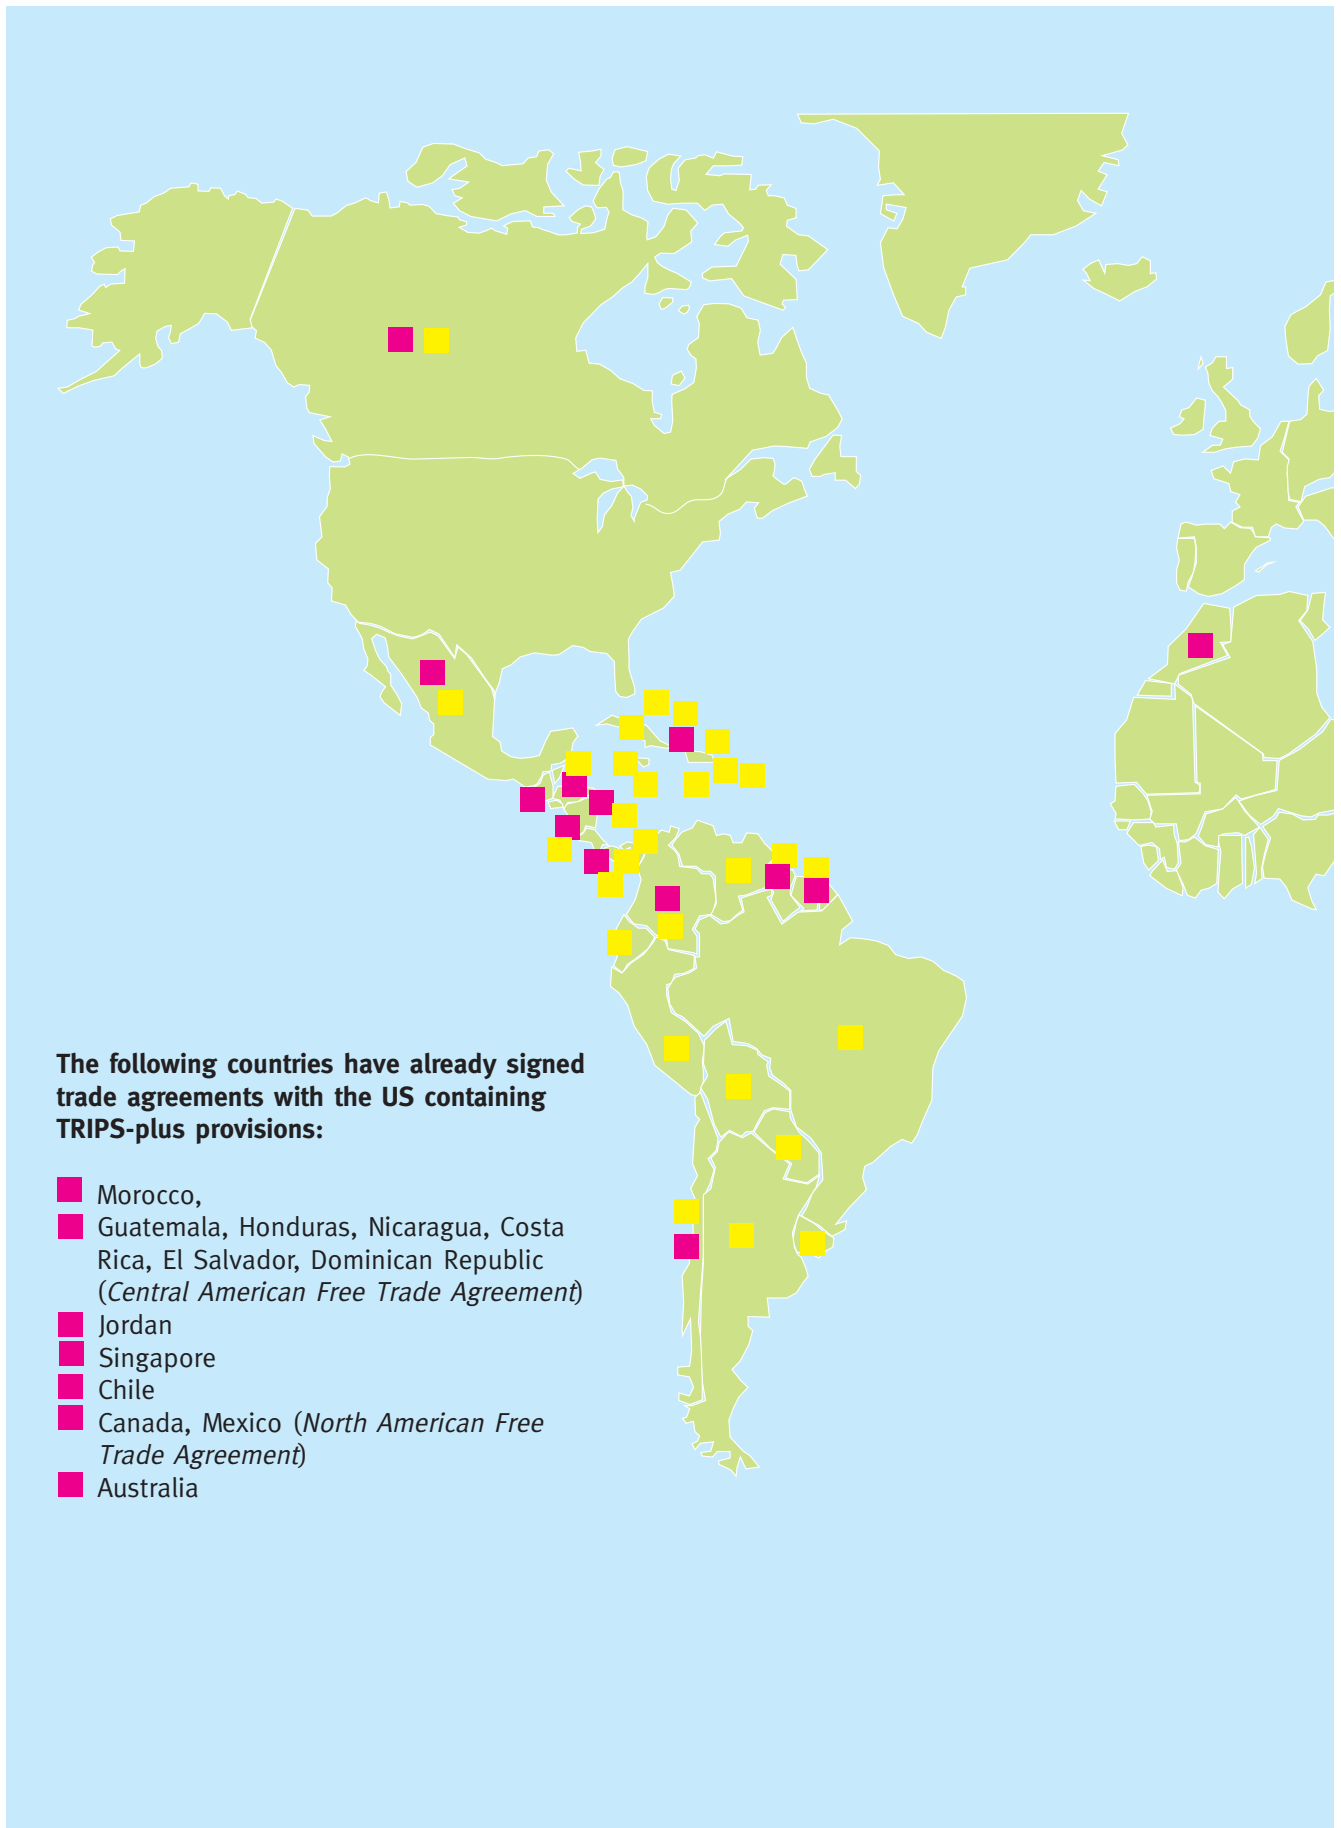 The following countries have already signed
trade agreements with the US containing
TRIPS-plus provisions:
Morocco,
Guatemala, Honduras, Nicaragua, Costa
Rica, El Salvador, Dominican Republic
(Central American Free Trade Agreement)
Jordan
Singapore
Chile
Canada, Mexico (North American Free
Trade Agreement)
Australia